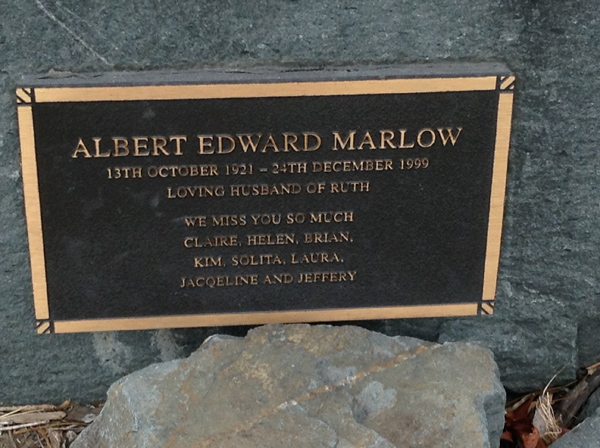 ALBERT EDWARD MARLOW
13TH OCTOBER 1921 – 24TH DECEMBER 1999
LOVING HUSBAND OF RUTH
WE MISS YOU SO MUCH
CLAIRE, HELEN, BRIAN,
KIM, SOLITA, LAURA,
JACQELINE AND JEFFERY